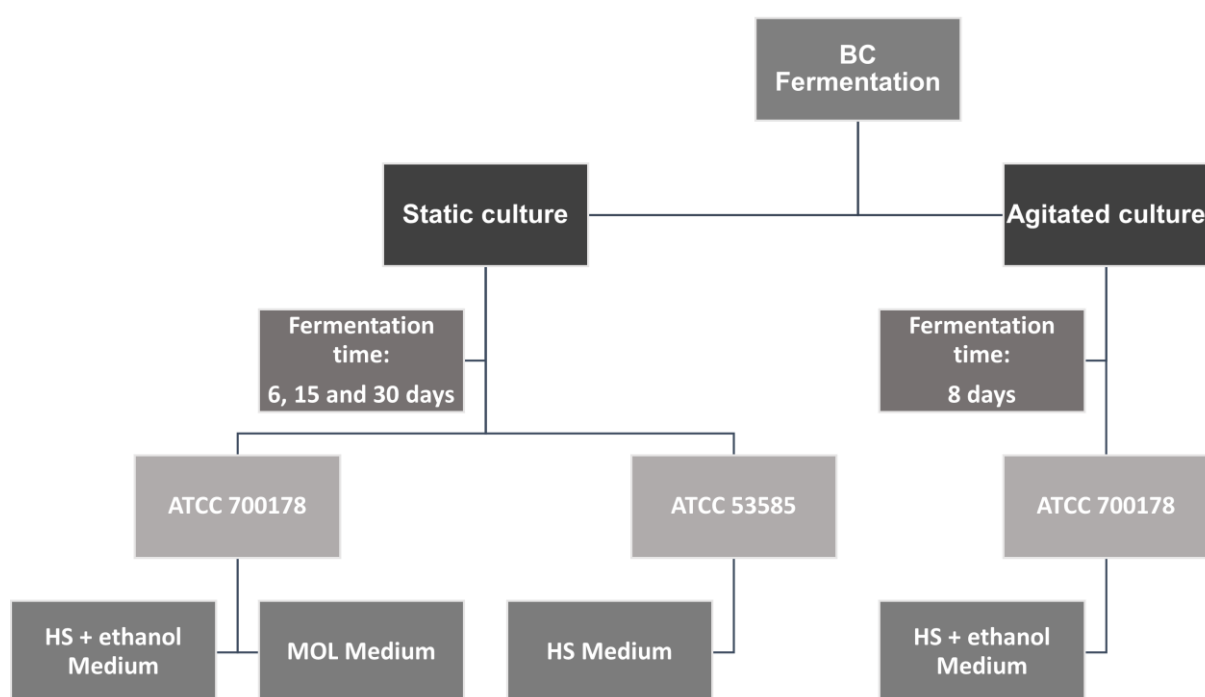 BC
Fermentation
Static culture
Agitated culture
Fermentation
time:
6, 15 and 30 days
Fermentation
time:
8 days
ATCC 700178
ATCC 53585
ATCC 700178
HS + ethanol
Medium
MOL Medium
HS Medium
HS + ethanol
Medium